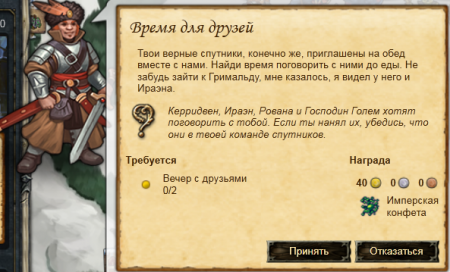 0
Время для друзей
Твои верные спутники, конечно же, приглашены на обед
вместе с нами. Найди время поговорить с ними до еды. Не
забудь зайти к Гримальду, мне казалось, я видел у него и
Ираэна.
Керридвен, Ираэн, Рована и Господин Голем хотят
поговорить с тобой. Если ты нанял их, убедись, что
они в твоей команде спутников.
Требуется
Вечер с друзьями
0/2
Награда
40 0 0
Имперская
конфета
Принять
Отказаться